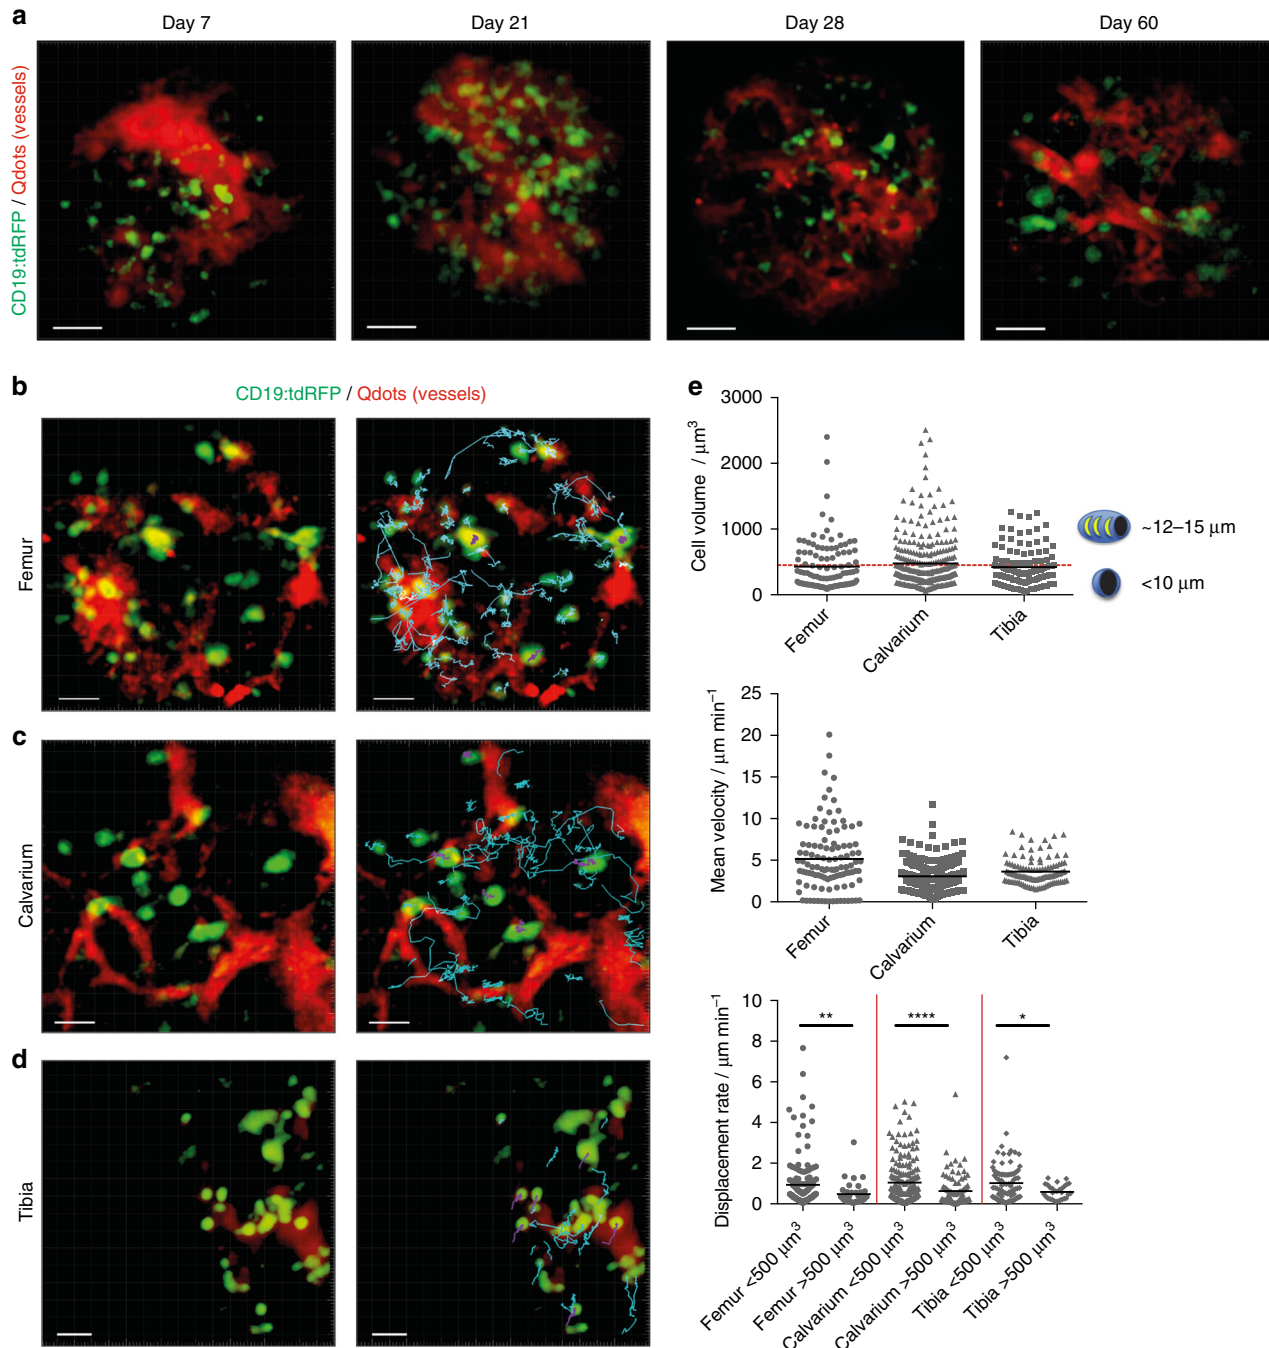 a
Day 7
Day 21
Day 28
Day 60
CD19:tdRFP / Qdots (vessels)
b
CD19:tdRFP / Qdots (vessels)
Femur
c
Calvarium
d
Tibia
e
Cell volume / μm³
3000
2000
1000
0
Femur
Calvarium
Tibia
~12–15 μm
<10 μm
Mean velocity / μm min⁻¹
25
20
15
10
5
0
Femur
Calvarium
Tibia
Displacement rate / μm min⁻¹
10
8
6
4
2
0
**
****
*
Femur <500 μm³
Femur >500 μm³
Calvarium <500 μm³
Calvarium >500 μm³
Tibia <500 μm³
Tibia >500 μm³